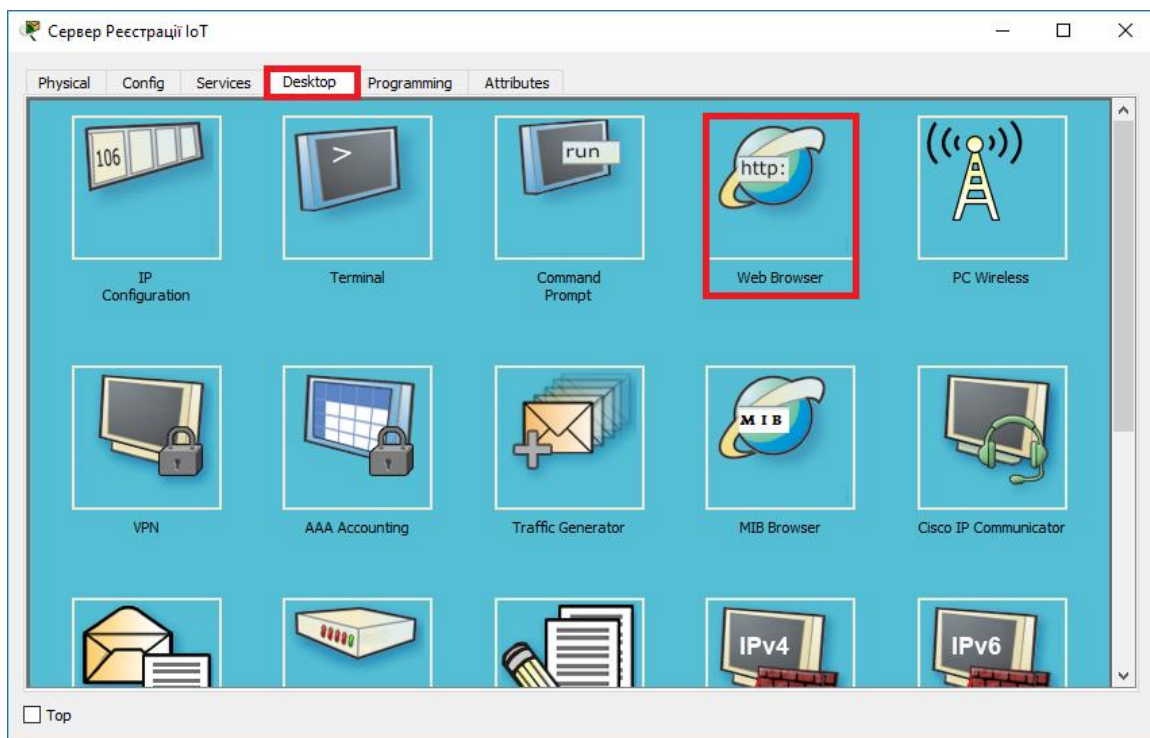 Сервер Реєстрації IoT
Physical Config Services Desktop Programming Attributes
106
>
run
http:
IP
Configuration
Terminal
Command
Prompt
Web Browser
PC Wireless
MIB
VPN
AAA Accounting
Traffic Generator
MIB Browser
Cisco IP Communicator
IPv4
IPv6
Top